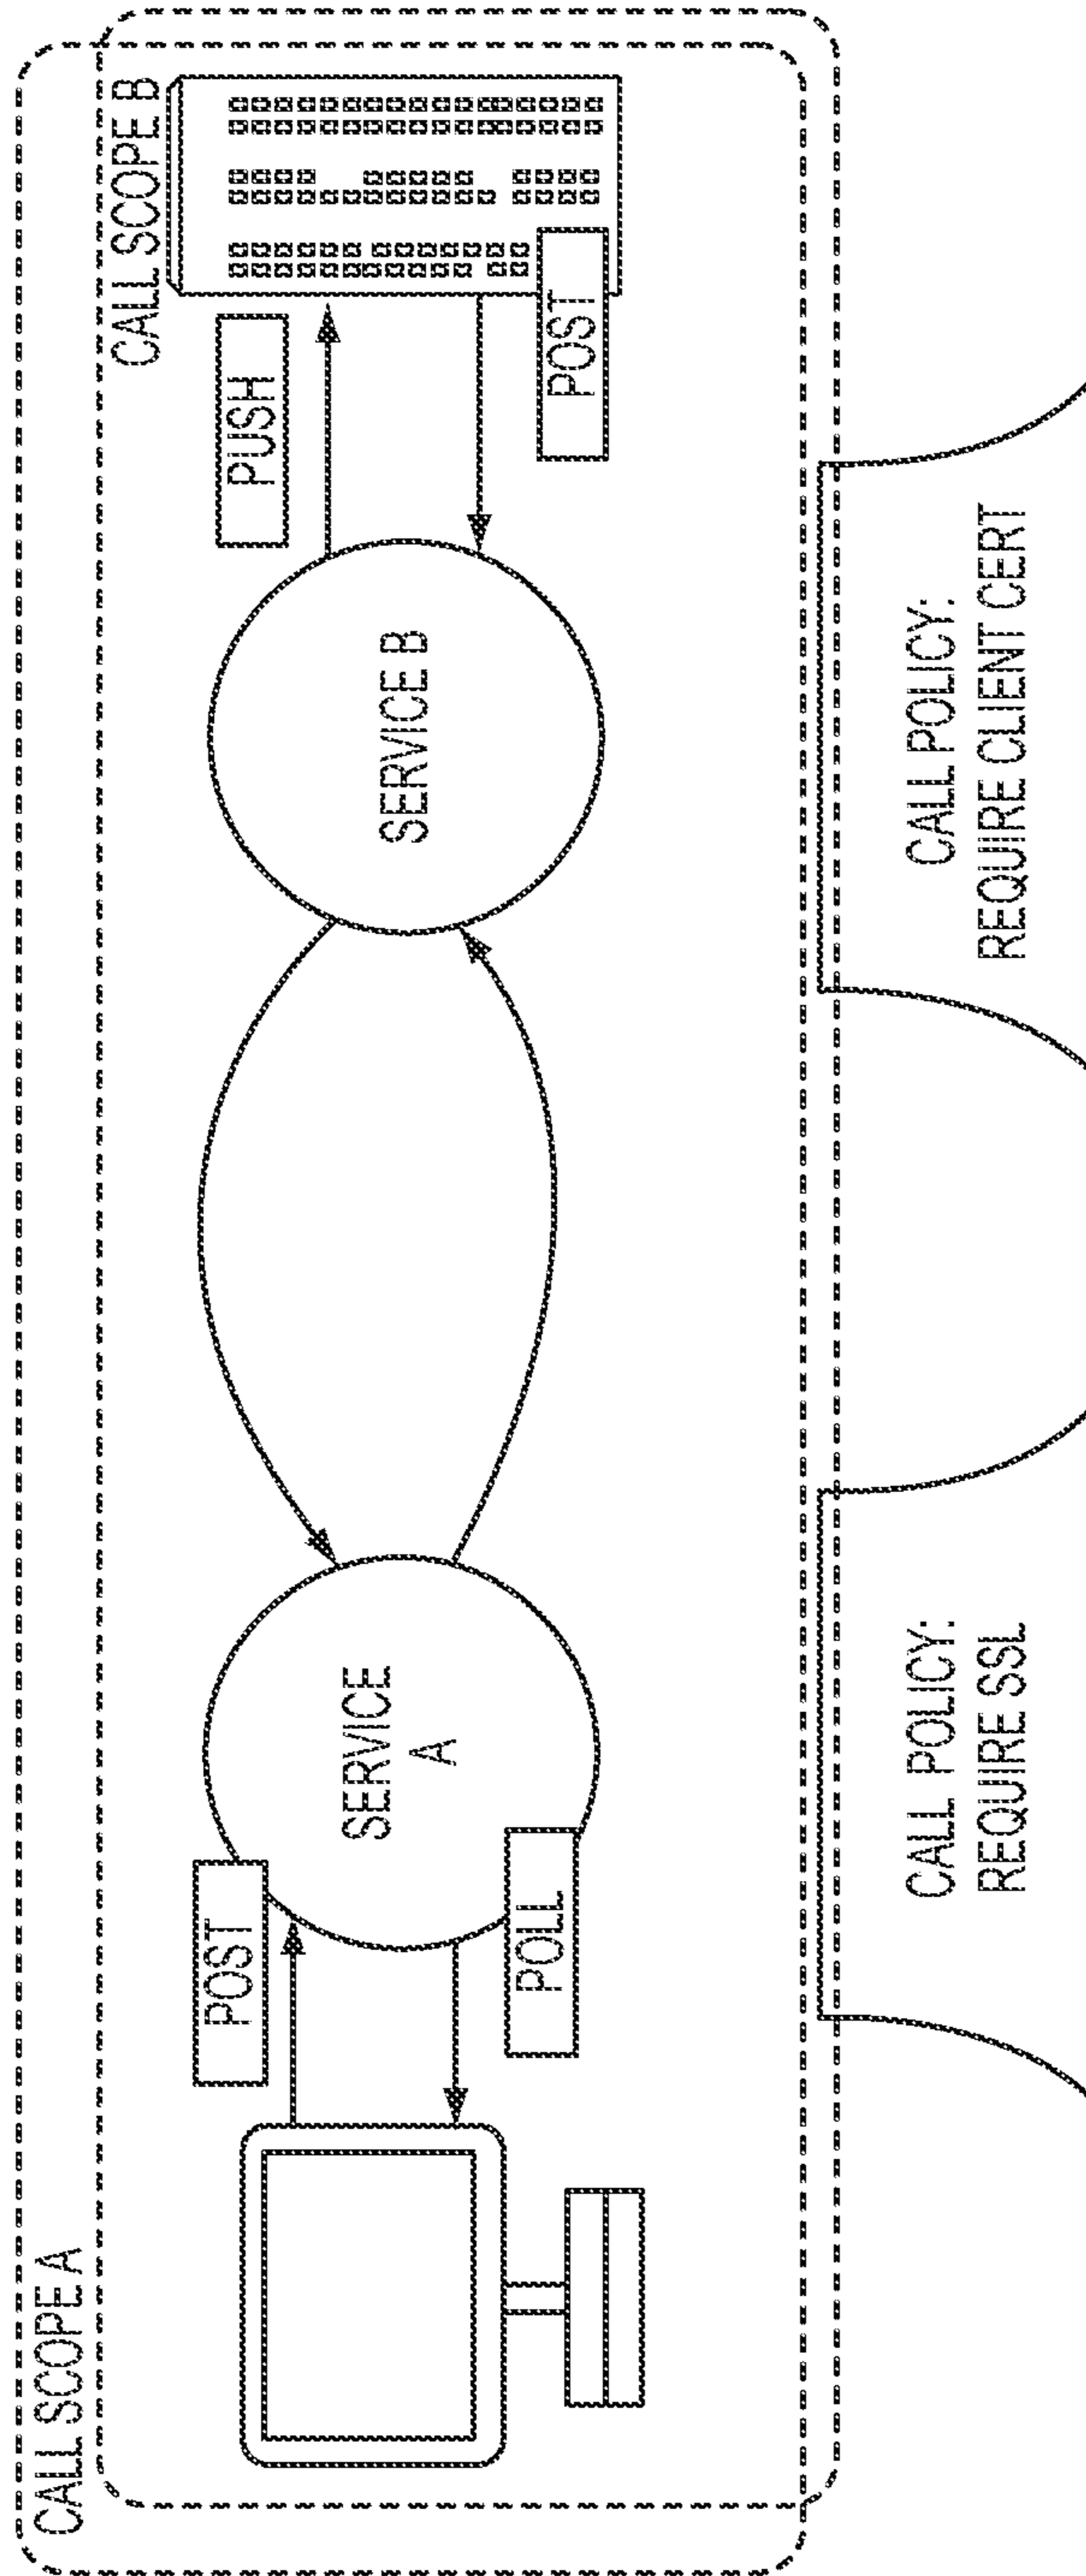 CALL SCOPE A
CALL SCOPE B
POST
PUSH
SERVICE
A
SERVICE B
POLL
POST
CALL POLICY:
REQUIRE SSL
CALL POLICY:
REQUIRE CLIENT CERT